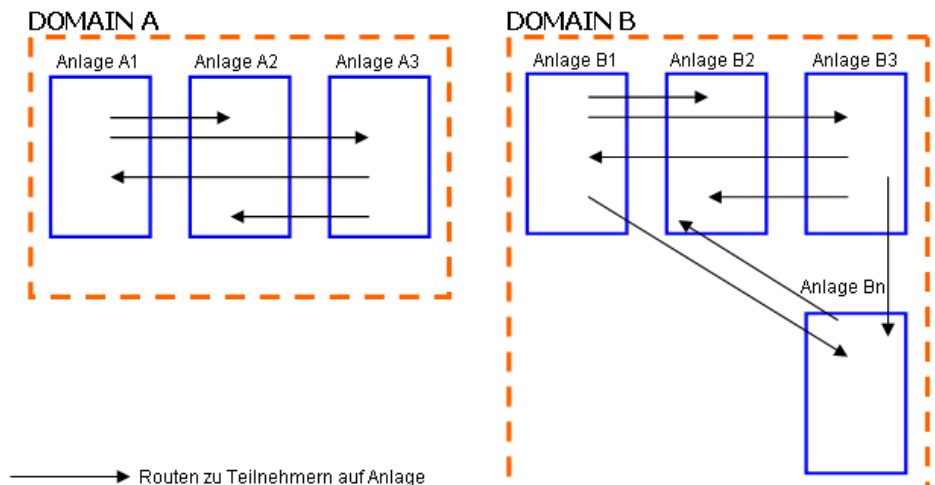 DOMAIN A
Anlage A1
Anlage A2
Anlage A3
DOMAIN B
Anlage B1
Anlage B2
Anlage B3
Anlage Bn
Routen zu Teilnehmern auf Anlage